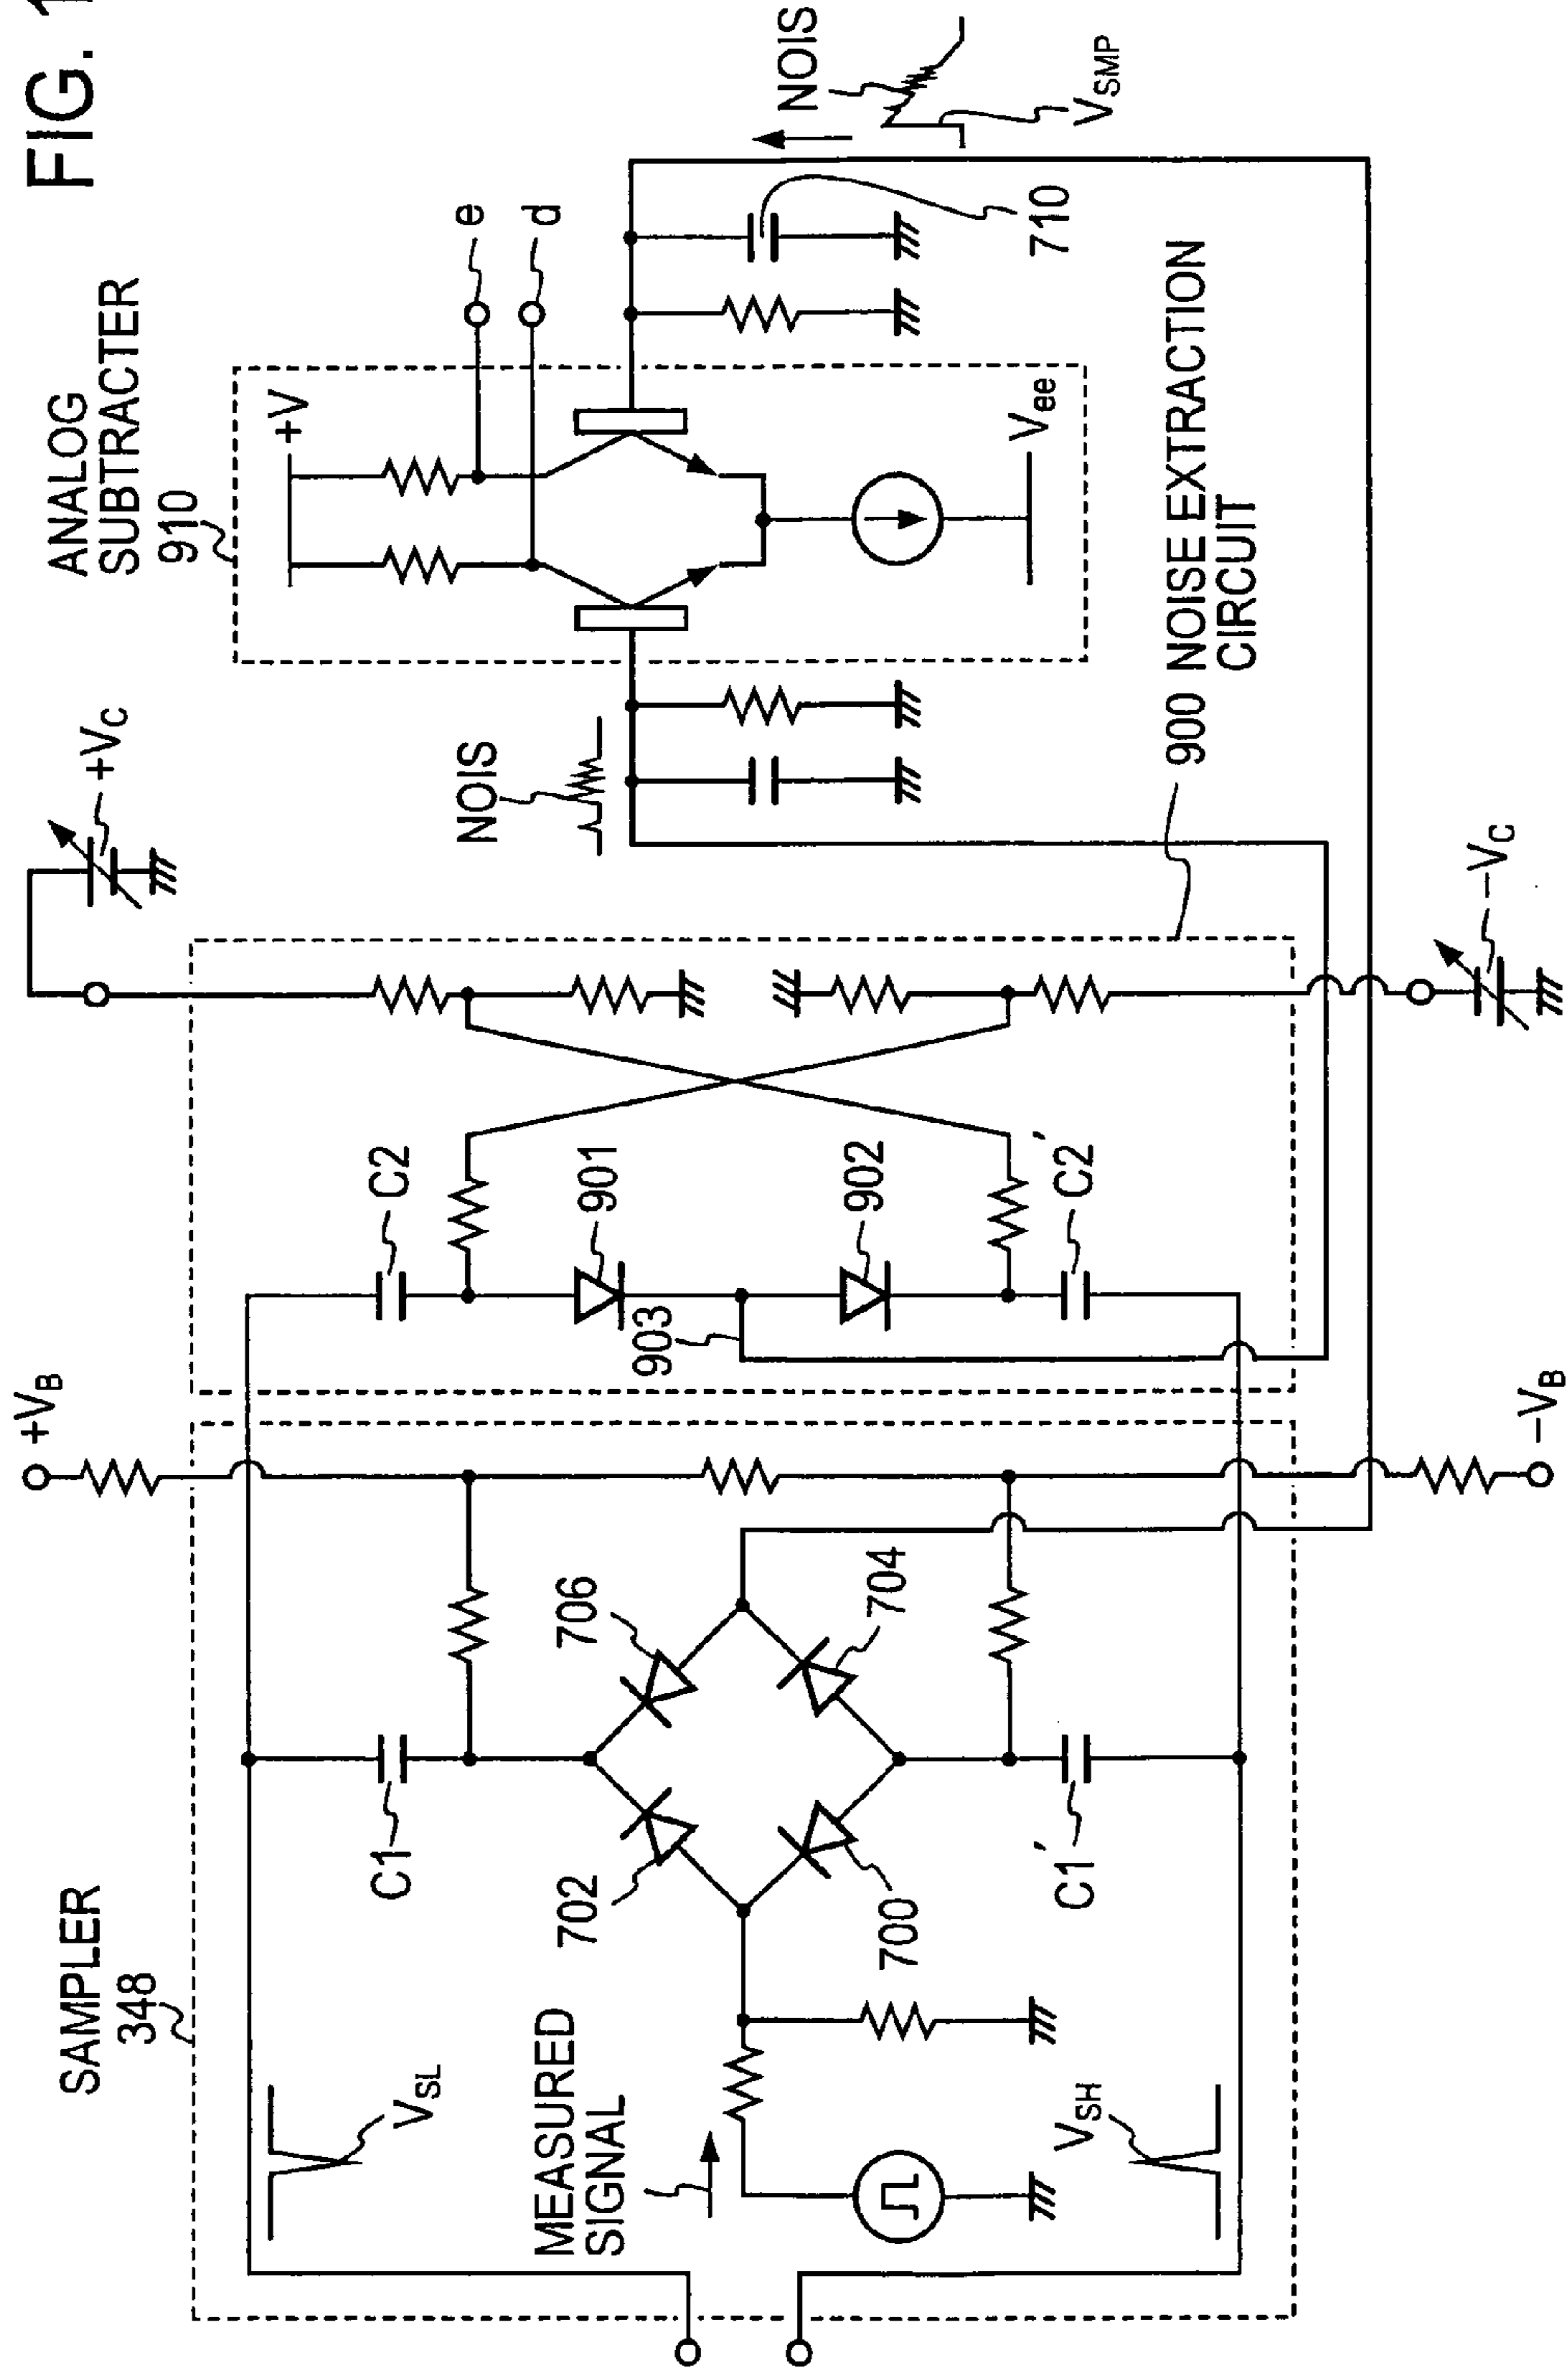 FIG. 1
SAMPLER
348
ANALOG
SUBTRACTER
910
+VB
+VC
+V
e
d
NOIS
VSMP
710
Vee
NOIS
C1
C2
VSL
702
706
901
903
902
MEASURED
SIGNAL
700
704
C1'
C2'
VSH
900 NOISE EXTRACTION
CIRCUIT
-VB
-VC